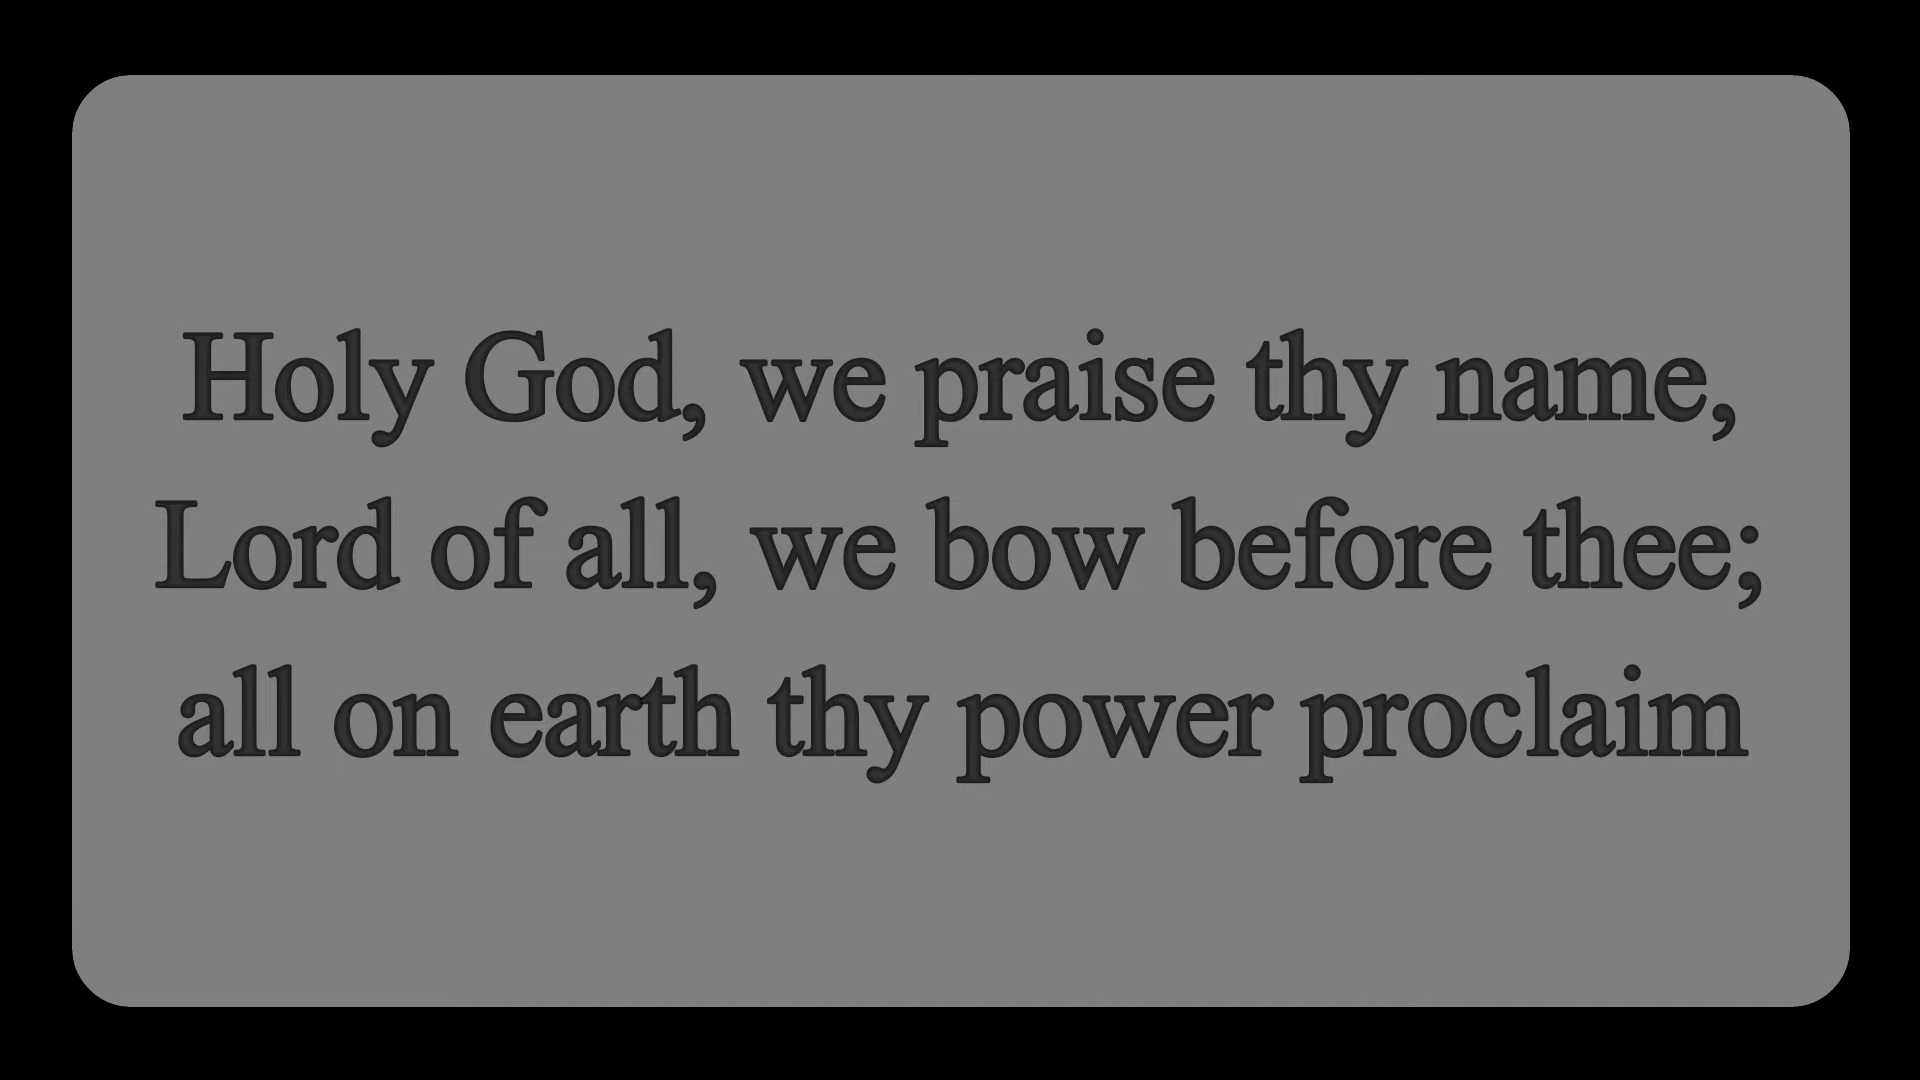 Holy God, we praise thy name,
Lord of all, we bow before thee;
all on earth thy power proclaim